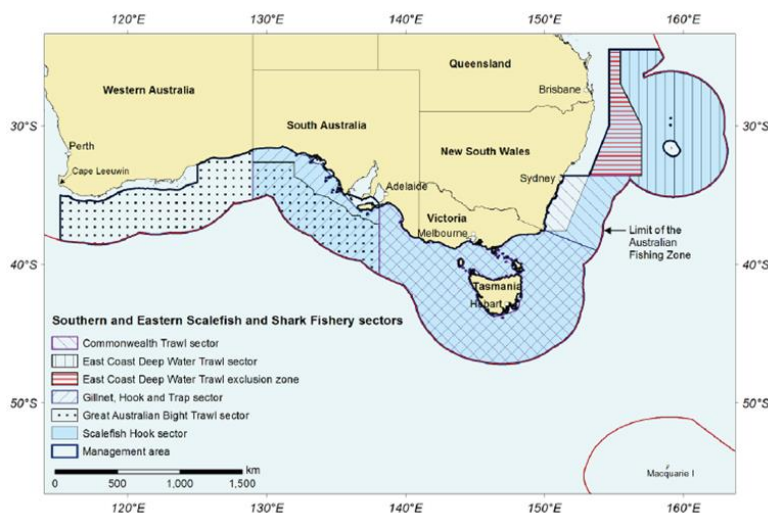 120°E 130°E 140°E 150°E 160°E
Queensland
Western Australia
Brisbane
South Australia
30°S 30°S
Perth
New South Wales
Cape Leeuwin
Sydney
Adelaide
Victoria
Melbourne
Limit of the
Australian
Fishing Zone
40°S 40°S
Tasmania
Hobart
Southern and Eastern Scalefish and Shark Fishery sectors
Commonwealth Trawl sector
East Coast Deep Water Trawl sector
East Coast Deep Water Trawl exclusion zone
Gillnet, Hook and Trap sector
50°S 50°S
Great Australian Bight Trawl sector
Scalefish Hook sector
Management area
km
0 500 1,000 1,500
Macquarie I
120°E 130°E 140°E 150°E 160°E